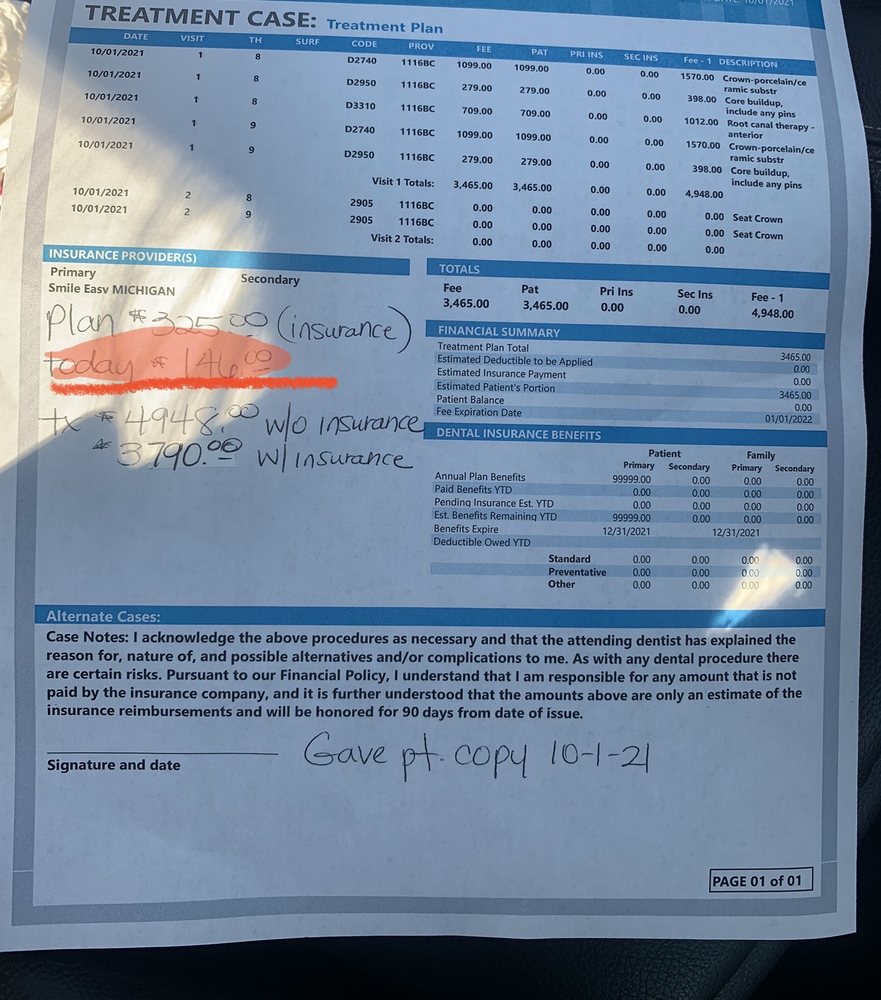 10/01/2021
TREATMENT CASE: Treatment Plan
DATE VISIT TH SURF CODE PROV FEE PAT PRI INS SEC INS Fee - 1 DESCRIPTION
10/01/2021 1 8 D2740 1116BC 1099.00 1099.00 0.00 0.00 1570.00 Crown-porcelain/ce
ramic substr
10/01/2021 1 8 D2950 1116BC 279.00 279.00 0.00 0.00 398.00 Core buildup,
include any pins
10/01/2021 1 8 D3310 1116BC 709.00 709.00 0.00 0.00 1012.00 Root canal therapy -
anterior
10/01/2021 1 9 D2740 1116BC 1099.00 1099.00 0.00 0.00 1570.00 Crown-porcelain/ce
ramic substr
10/01/2021 1 9 D2950 1116BC 279.00 279.00 0.00 0.00 398.00 Core buildup,
include any pins
Visit 1 Totals: 3,465.00 3,465.00 0.00 0.00 4,948.00
10/01/2021 2 8 2905 1116BC 0.00 0.00 0.00 0.00 0.00 Seat Crown
10/01/2021 2 9 2905 1116BC 0.00 0.00 0.00 0.00 0.00 Seat Crown
Visit 2 Totals: 0.00 0.00 0.00 0.00 0.00
INSURANCE PROVIDER(S)
Primary Secondary
Smile Easy MICHIGAN
Plan $325.00 (insurance)
today $146.00
tx $4948.00 w/o insurance
$3790.00 w/ insurance
TOTALS
Fee Pat Pri Ins Sec Ins Fee - 1
3,465.00 3,465.00 0.00 0.00 4,948.00
FINANCIAL SUMMARY
Treatment Plan Total 3465.00
Estimated Deductible to be Applied 0.00
Estimated Insurance Payment 0.00
Estimated Patient's Portion 3465.00
Patient Balance 0.00
Fee Expiration Date 01/01/2022
DENTAL INSURANCE BENEFITS
Patient Family
Primary Secondary Primary Secondary
Annual Plan Benefits 99999.00 0.00 0.00 0.00
Paid Benefits YTD 0.00 0.00 0.00 0.00
Pending Insurance Est. YTD 0.00 0.00 0.00 0.00
Est. Benefits Remaining YTD 99999.00 0.00 0.00 0.00
Benefits Expire 12/31/2021 12/31/2021
Deductible Owed YTD
Standard 0.00 0.00 0.00 0.00
Preventative 0.00 0.00 0.00 0.00
Other 0.00 0.00 0.00 0.00
Alternate Cases:
Case Notes: I acknowledge the above procedures as necessary and that the attending dentist has explained the
reason for, nature of, and possible alternatives and/or complications to me. As with any dental procedure there
are certain risks. Pursuant to our Financial Policy, I understand that I am responsible for any amount that is not
paid by the insurance company, and it is further understood that the amounts above are only an estimate of the
insurance reimbursements and will be honored for 90 days from date of issue.
Gave pt. copy 10-1-21
Signature and date
PAGE 01 of 01